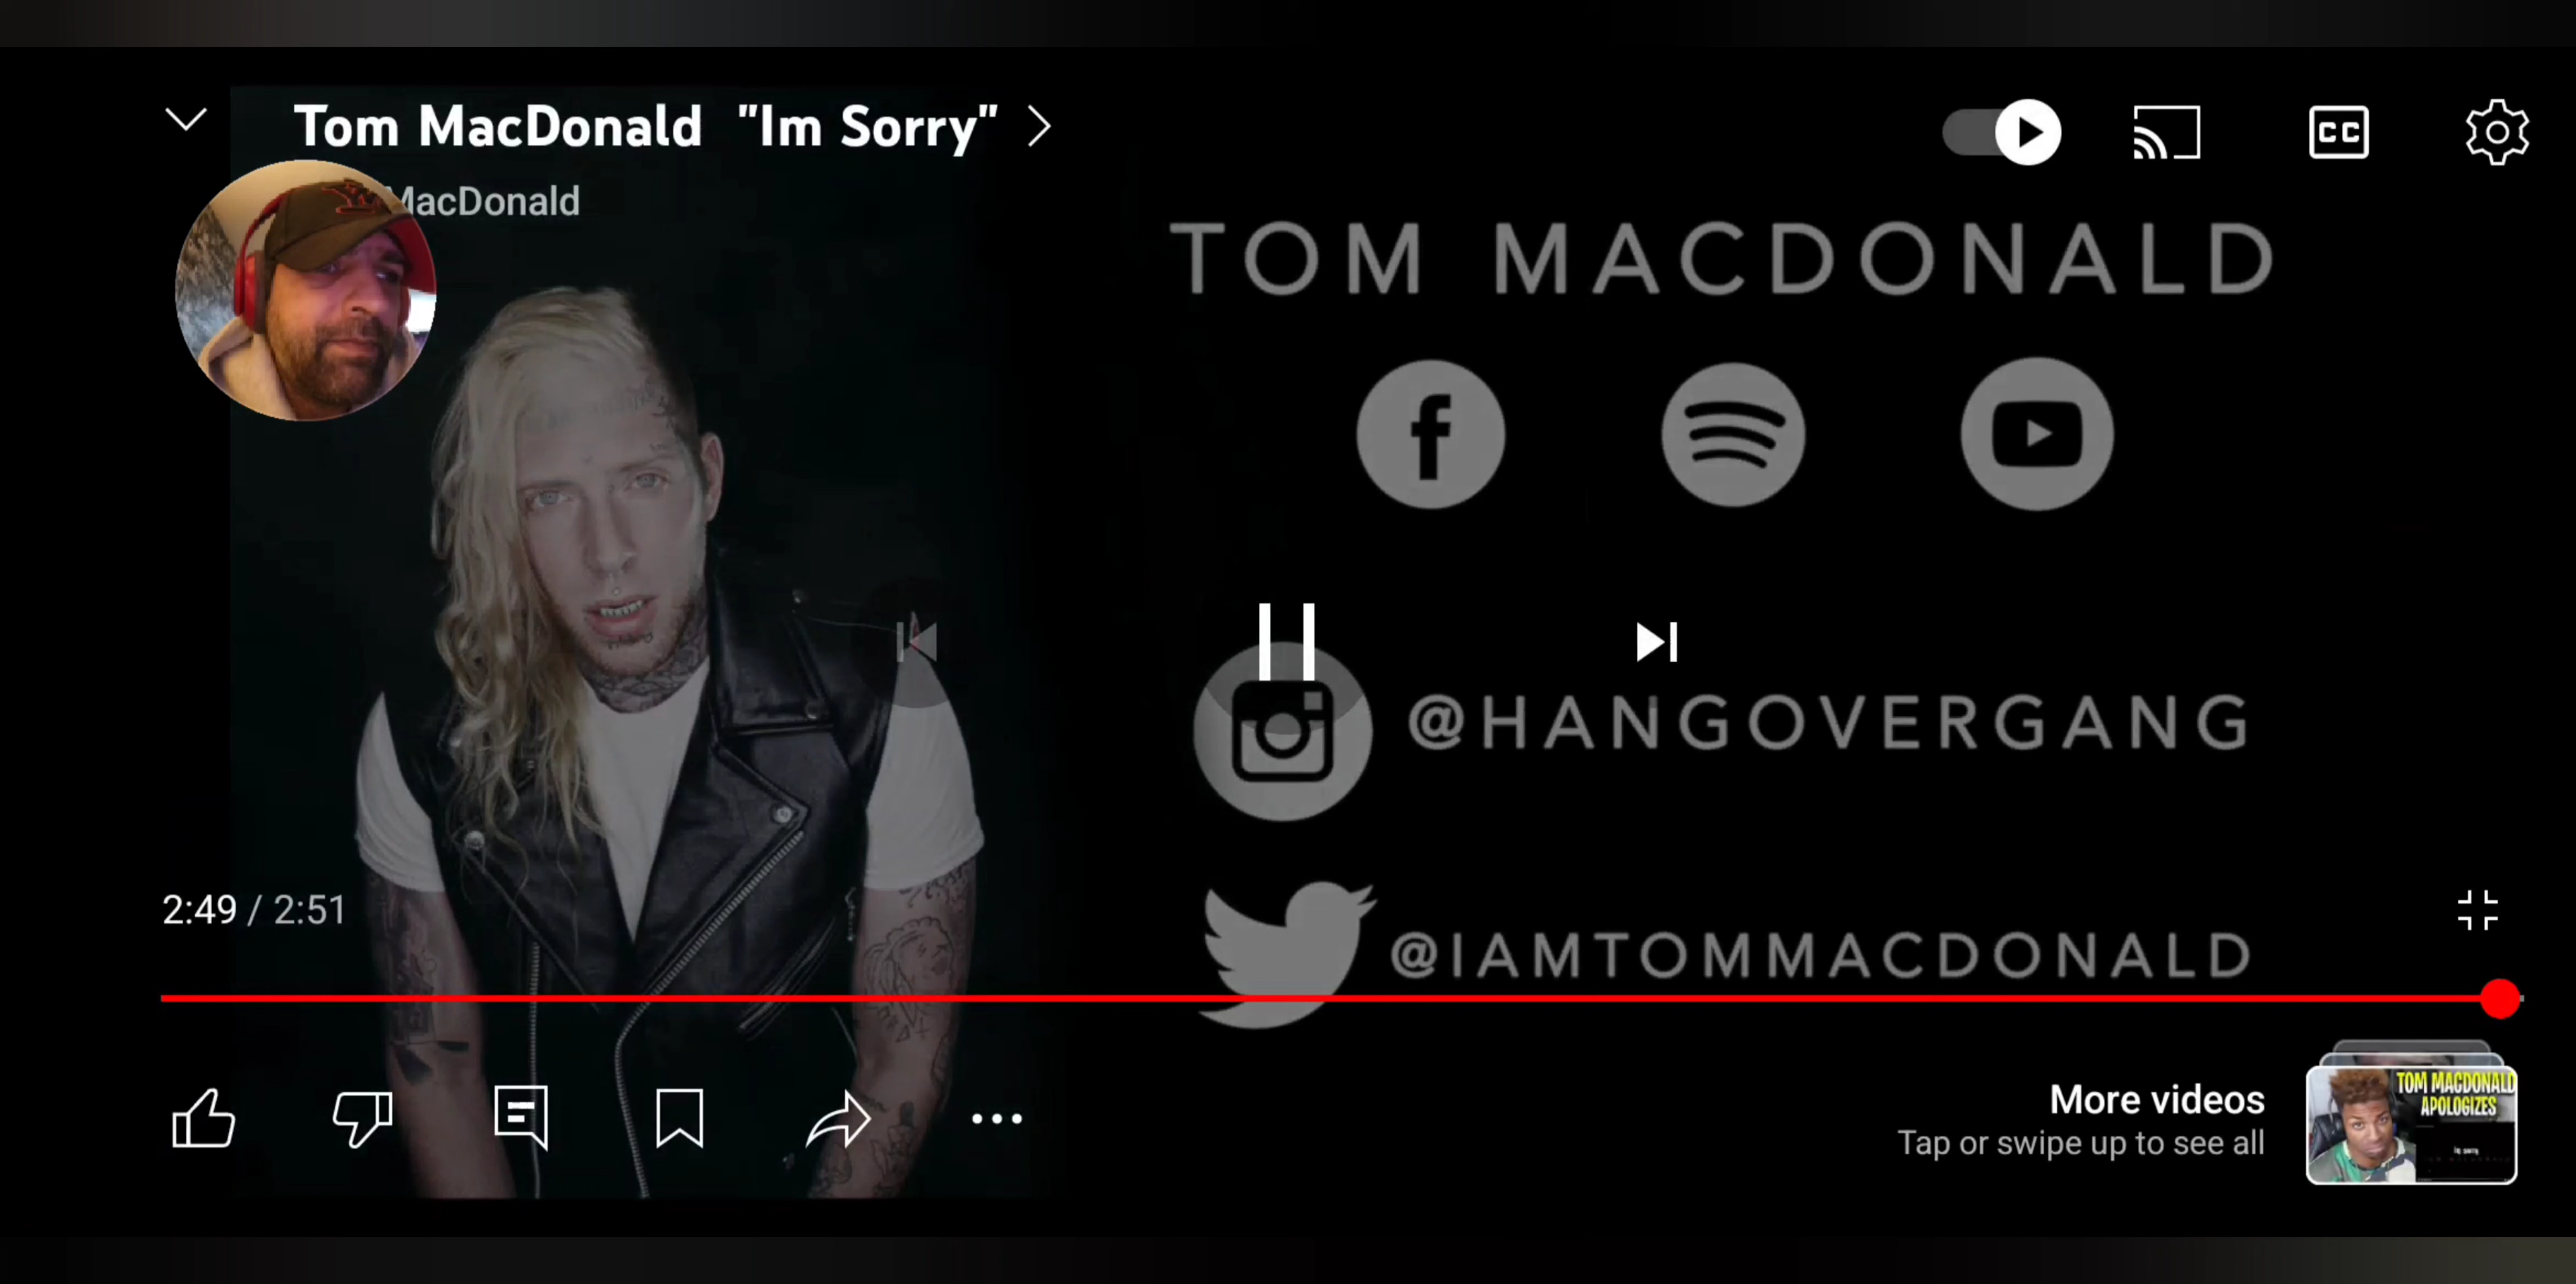 Tom MacDonald "Im Sorry"
MacDonald
CC
TOM MACDONALD
f
@HANGOVERGANG
2:49 / 2:51
@IAMTOMMACDONALD
More videos
Tap or swipe up to see all
TOM MACDONALD
APOLOGIZES